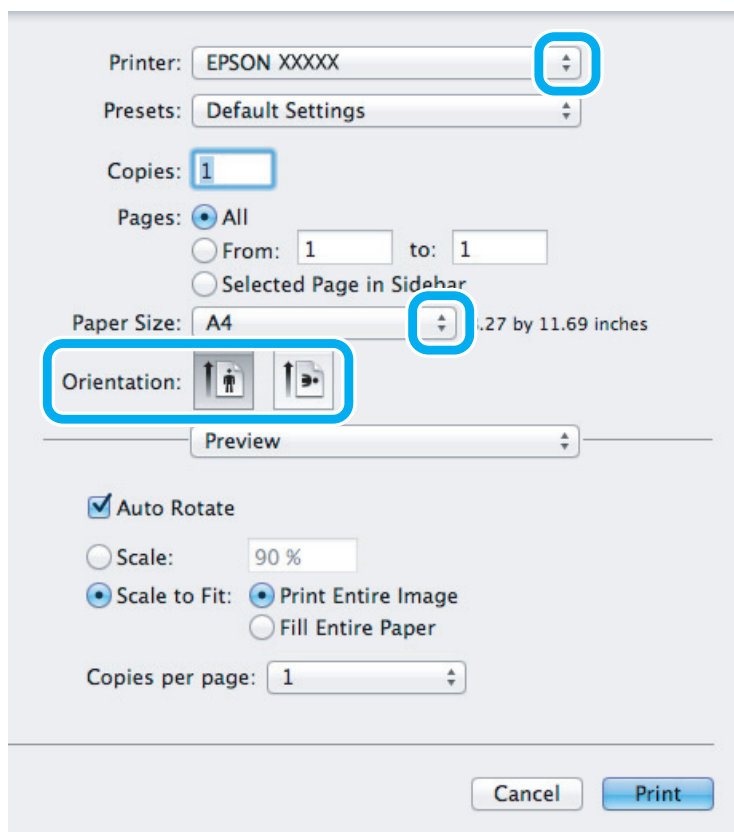 Printer: EPSON XXXXX
Presets: Default Settings
Copies: 1
Pages: All
From: 1 to: 1
Selected Page in Sidebar
Paper Size: A4 .27 by 11.69 inches
Orientation:
Preview
Auto Rotate
Scale: 90 %
Scale to Fit: Print Entire Image
Fill Entire Paper
Copies per page: 1
Cancel Print